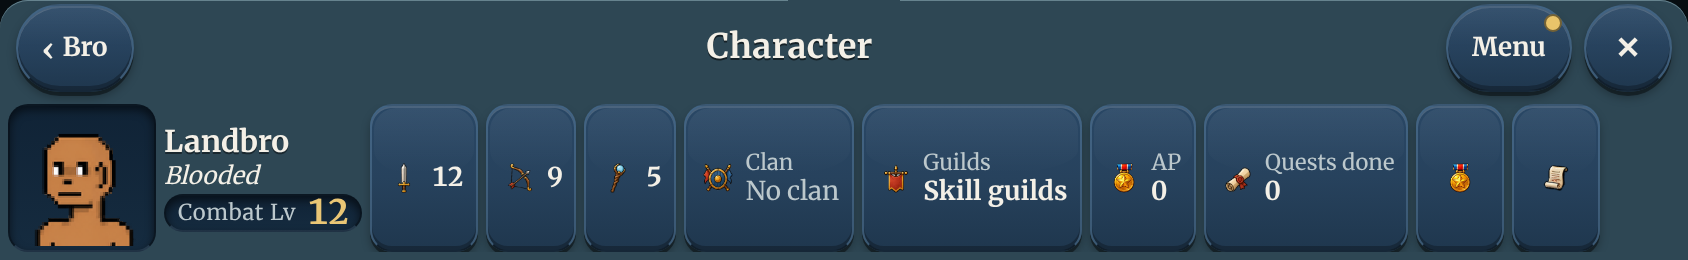 ‹ Bro
Character
Menu
×
Landbro
Blooded
Combat Lv 12
12
9
5
Clan
No clan
Guilds
Skill guilds
AP
0
Quests done
0